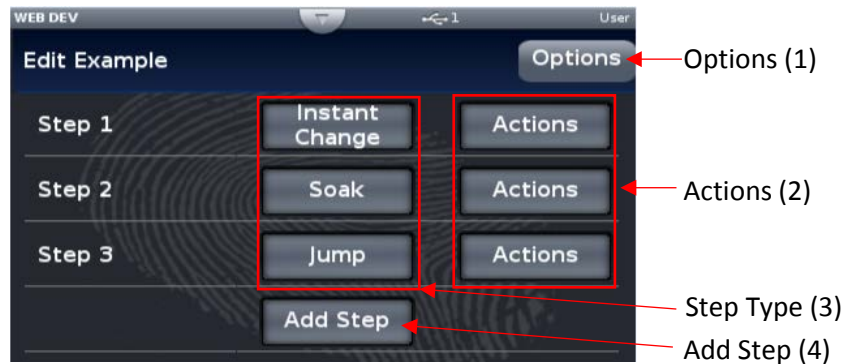 WEB DEV 1 User
Edit Example Options Options (1)
Step 1 Instant Change Actions
Step 2 Soak Actions Actions (2)
Step 3 Jump Actions
Step Type (3)
Add Step
Add Step (4)